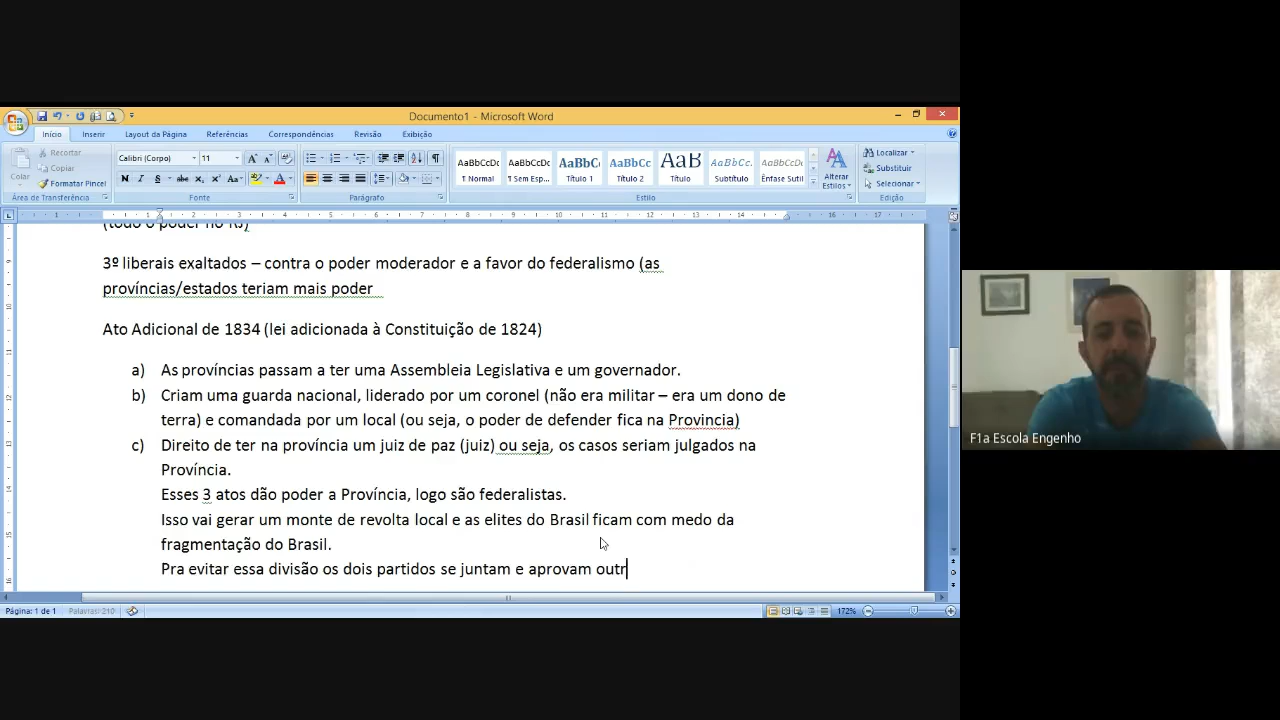 Documento1 - Microsoft Word
Início Inserir Layout da Página Referências Correspondências Revisão Exibição
Colar
Recortar
Copiar
Formatar Pincel
Área de Transferência
Calibri (Corpo) 11
Fonte
Parágrafo
AaBbCcDc AaBbCcDc AaBbC AaBbCc AaB AaBbCc AaBbCcDc
¶ Normal ¶ Sem Esp... Título 1 Título 2 Título Subtítulo Ênfase Sutil
Alterar Estilos
Estilo
Localizar
Substituir
Selecionar
Edição
(todo o poder no RJ)
3º liberais exaltados – contra o poder moderador e a favor do federalismo (as
províncias/estados teriam mais poder
Ato Adicional de 1834 (lei adicionada à Constituição de 1824)
a) As províncias passam a ter uma Assembleia Legislativa e um governador.
b) Criam uma guarda nacional, liderado por um coronel (não era militar – era um dono de
terra) e comandada por um local (ou seja, o poder de defender fica na Provincia)
c) Direito de ter na província um juiz de paz (juiz) ou seja, os casos seriam julgados na
Província.
Esses 3 atos dão poder a Província, logo são federalistas.
Isso vai gerar um monte de revolta local e as elites do Brasil ficam com medo da
fragmentação do Brasil.
Pra evitar essa divisão os dois partidos se juntam e aprovam outr
Página: 1 de 1 Palavras: 210 172%
F1a Escola Engenho